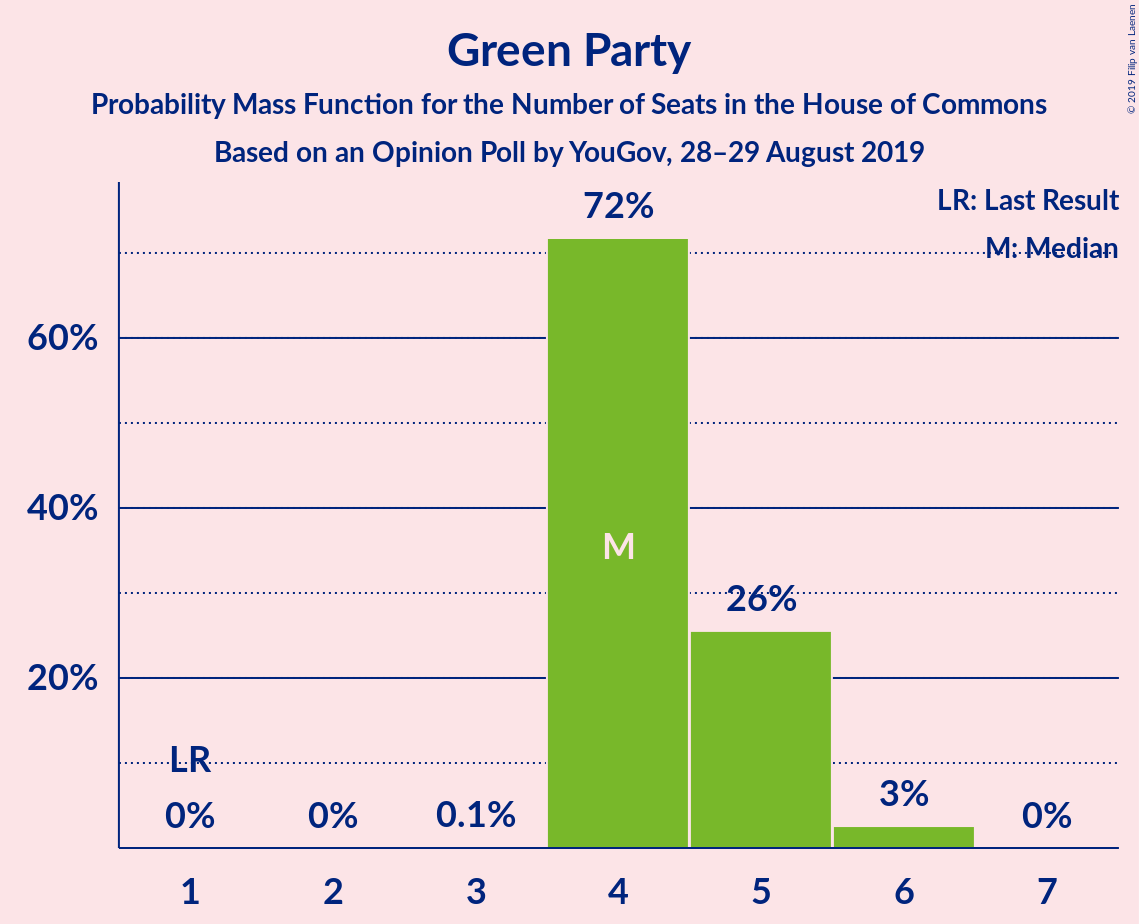 Green Party
Probability Mass Function for the Number of Seats in the House of Commons
Based on an Opinion Poll by YouGov, 28–29 August 2019
© 2019 Filip van Laenen
LR: Last Result
M: Median
72%
60%
40%
M
26%
20%
LR
0%
0%
0.1%
3%
0%
1
2
3
4
5
6
7